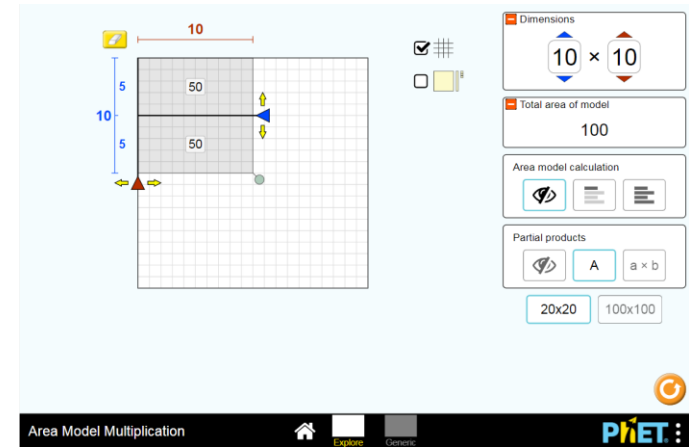 10
10
5
50
5
50
Dimensions
10 × 10
Total area of model
100
Area model calculation
Partial products
A
a × b
20x20
100x100
Area Model Multiplication
Explore
Generic
PhET